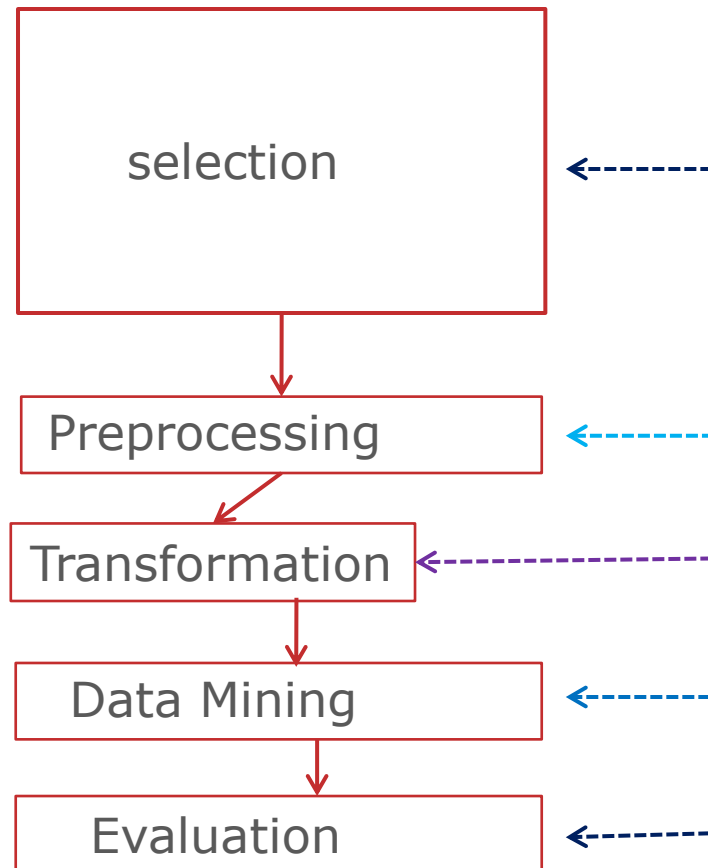 selection
Preprocessing
Transformation
Data Mining
Evaluation